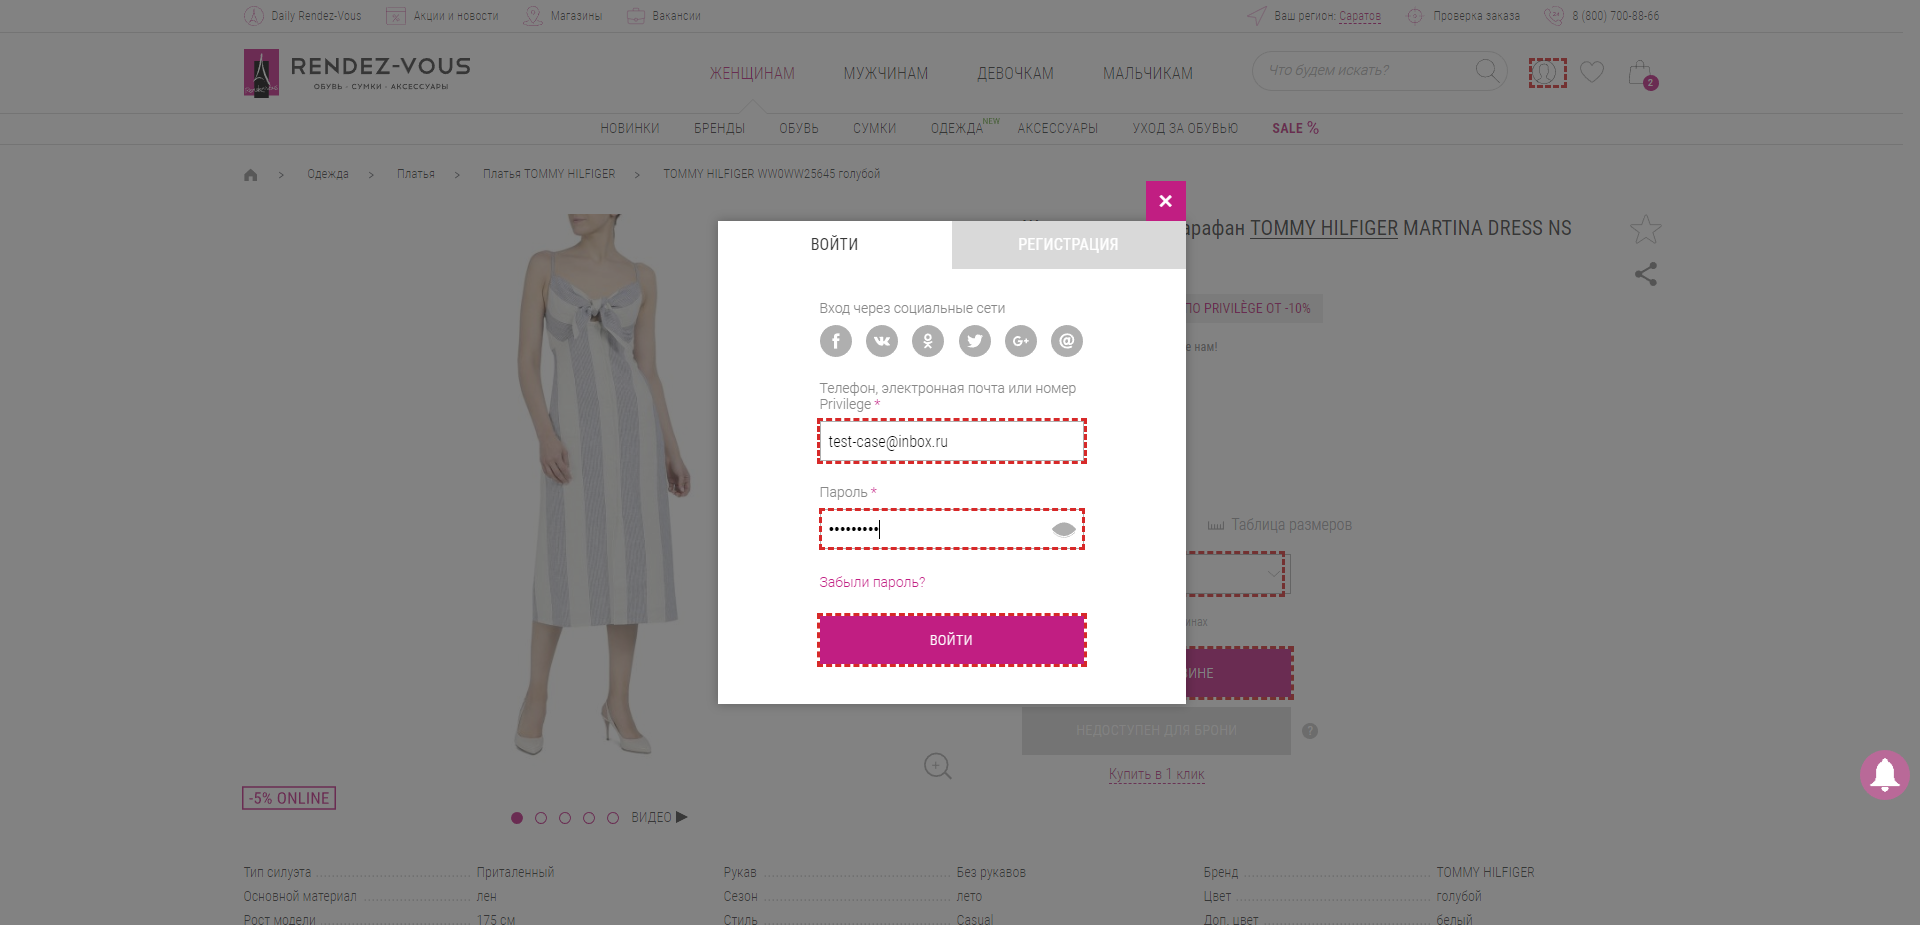 Daily Rendez-Vous Акции и новости Магазины Вакансии Ваш регион: Саратов Проверка заказа 8 (800) 700-88-66
RENDEZ-VOUS
ОБУВЬ · СУМКИ · АКСЕССУАРЫ
ЖЕНЩИНАМ МУЖЧИНАМ ДЕВОЧКАМ МАЛЬЧИКАМ
Что будем искать?
2
НОВИНКИ БРЕНДЫ ОБУВЬ СУМКИ ОДЕЖДА NEW АКСЕССУАРЫ УХОД ЗА ОБУВЬЮ SALE %
> Одежда > Платья > Платья TOMMY HILFIGER > TOMMY HILFIGER WW0WW25645 голубой
арафан TOMMY HILFIGER MARTINA DRESS NS
ВОЙТИ РЕГИСТРАЦИЯ
ПО PRIVILÈGE ОТ -10%
е нам!
Вход через социальные сети
Телефон, электронная почта или номер
Privilege *
test-case@inbox.ru
Пароль *
•••••••••
Таблица размеров
Забыли пароль?
инах
ВОЙТИ
ЗИНЕ
НЕДОСТУПЕН ДЛЯ БРОНИ ?
Купить в 1 клик
-5% ONLINE
ВИДЕО
Тип силуэта Приталенный Рукав Без рукавов Бренд TOMMY HILFIGER
Основной материал лен Сезон лето Цвет голубой
Рост модели 175 см Стиль Casual Доп. цвет белый